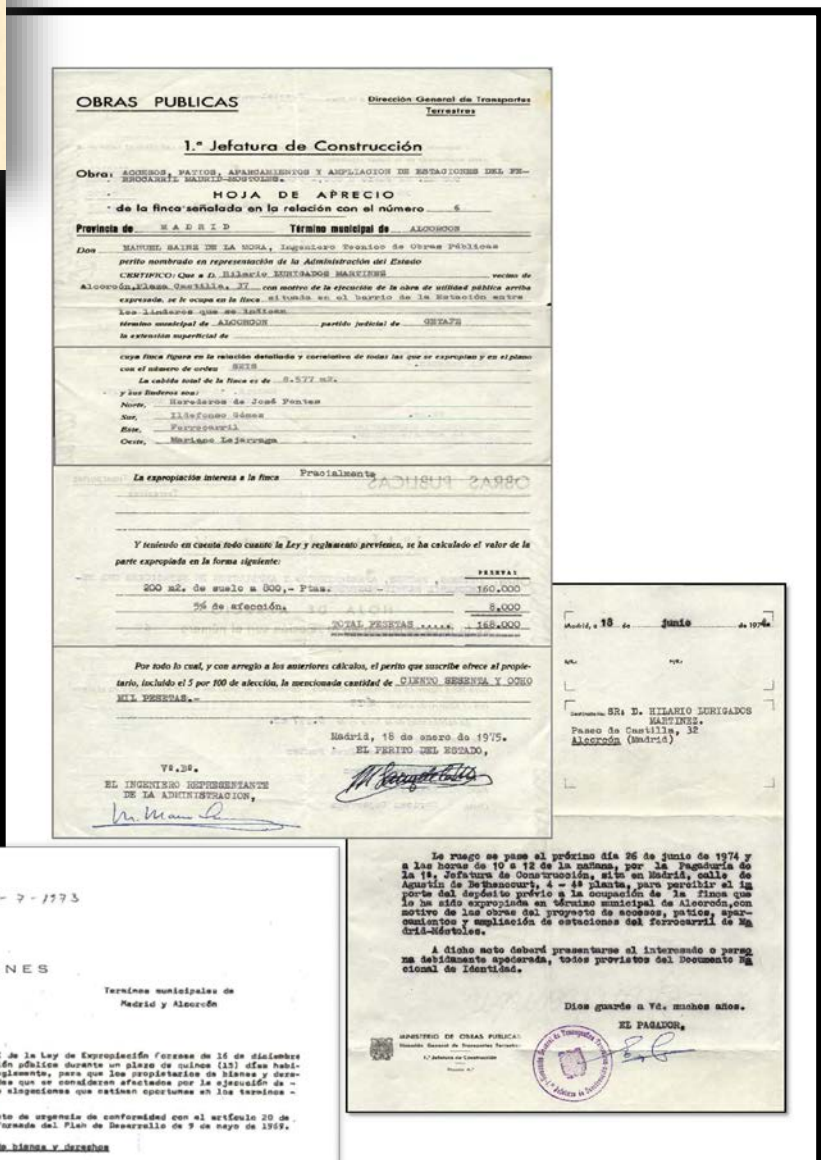 OBRAS PUBLICAS
Dirección General de Transportes
Terrestres
1.ª Jefatura de Construcción
Obra: ACCESOS, PATIOS, APARCAMIENTOS Y AMPLIACION DE ESTACIONES DEL FE-
RROCARRIL MADRID-MOSTOLES.
HOJA DE APRECIO
de la finca señalada en la relación con el número 6
Provincia de MADRID Término municipal de ALCORCON
Don MANUEL SAINZ DE LA MORA, Ingeniero Tecnico de Obras Públicas
perito nombrado en representación de la Administración del Estado
CERTIFICO: Que a D. Hilario LURIGADOS MARTINEZ vecino de
Alcorcón, Plaza Castilla, 37 con motivo de la ejecución de la obra de utilidad pública arriba
expresada, se le ocupa en la finca situada en el barrio de la Estación entre
los linderos que se indican
término municipal de ALCORCON partido judicial de GETAFE
la extensión superficial de
cuya finca figura en la relación detallada y correlativa de todas las que se expropian y en el plano
con el número de orden SEIS
La cabida total de la finca es de 8.577 m2.
y sus linderos son:
Norte, Herederos de José Pontes
Sur, Ildefonso Gómez
Este, Ferrocarril
Oeste, Mariano Lejarraga
La expropiación interesa a la finca Pracialmente
Y teniendo en cuenta todo cuanto la Ley y reglamento previenen, se ha calculado el valor de la
parte expropiada en la forma siguiente:
PESETAS
200 m2. de suelo a 800,- Ptas. 160.000
5% de afección. 8.000
TOTAL PESETAS ..... 168.000
Por todo lo cual, y con arreglo a los anteriores cálculos, el perito que suscribe ofrece al propie-
tario, incluido el 5 por 100 de afección, la mencionada cantidad de CIENTO SESENTA Y OCHO
MIL PESETAS.-
Madrid, 18 de enero de 1975.
EL PERITO DEL ESTADO,
Vº.Bº.
EL INGENIERO REPRESENTANTE
DE LA ADMINISTRACION,
Madrid, a 18 de junio de 1974
SR: D. HILARIO LURIGADOS
MARTINEZ.
Paseo de Castilla, 32
Alcorcón (Madrid)
Le ruego se pase el próximo día 26 de junio de 1974 y
a las horas de 10 a 12 de la mañana, por la Pagaduría de
la 1ª. Jefatura de Construcción, sita en Madrid, calle de
Agustín de Bethencourt, 4 - 4ª planta, para percibir el im
porte del depósito prévio a la ocupación de la finca que
le ha sido expropiada en término municipal de Alcorcón,con
motivo de las obras del proyecto de accesos, patios, apar-
camientos y ampliación de estaciones del ferrocarril de Ma
drid-Móstoles.
A dicho acto deberá presentarse el interesado o perso
na debidamente apoderada, todos provistos del Documento Na
cional de Identidad.
Dios guarde a Vd. muchos años.
EL PAGADOR,
MINISTERIO DE OBRAS PUBLICAS
Dirección General de Transportes Terrestres
1.ª Jefatura de Construcción
- 7 - 1973
NES
Terminos municipales de
Madrid y Alcorcón
de la Ley de Expropiación forzosa de 16 de diciembre
ón pública durante un plazo de quince (15) días habi-
eglamento, para que los propietarios de bienes y dere-
des que se consideren afectados por la ejecución de -
alegaciones que estimen oportunas en los terminos -
to de urgencia de conformidad con el artículo 20 de
formada del Plan de Desarrollo de 9 de mayo de 1969.
de bienes y derechos